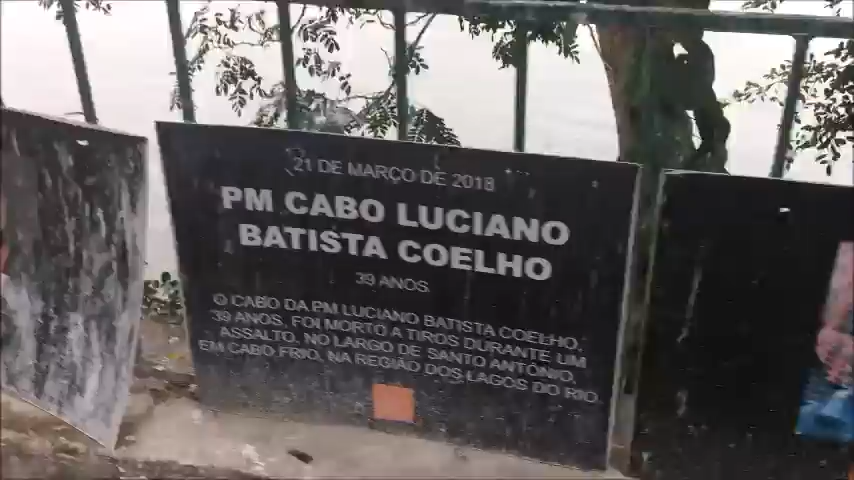 21 DE MARÇO DE 2018
PM CABO LUCIANO
BATISTA COELHO
39 ANOS
O CABO DA PM LUCIANO BATISTA COELHO,
39 ANOS, FOI MORTO A TIROS DURANTE UM
ASSALTO, NO LARGO DE SANTO ANTÔNIO,
EM CABO FRIO, NA REGIÃO DOS LAGOS DO RIO.